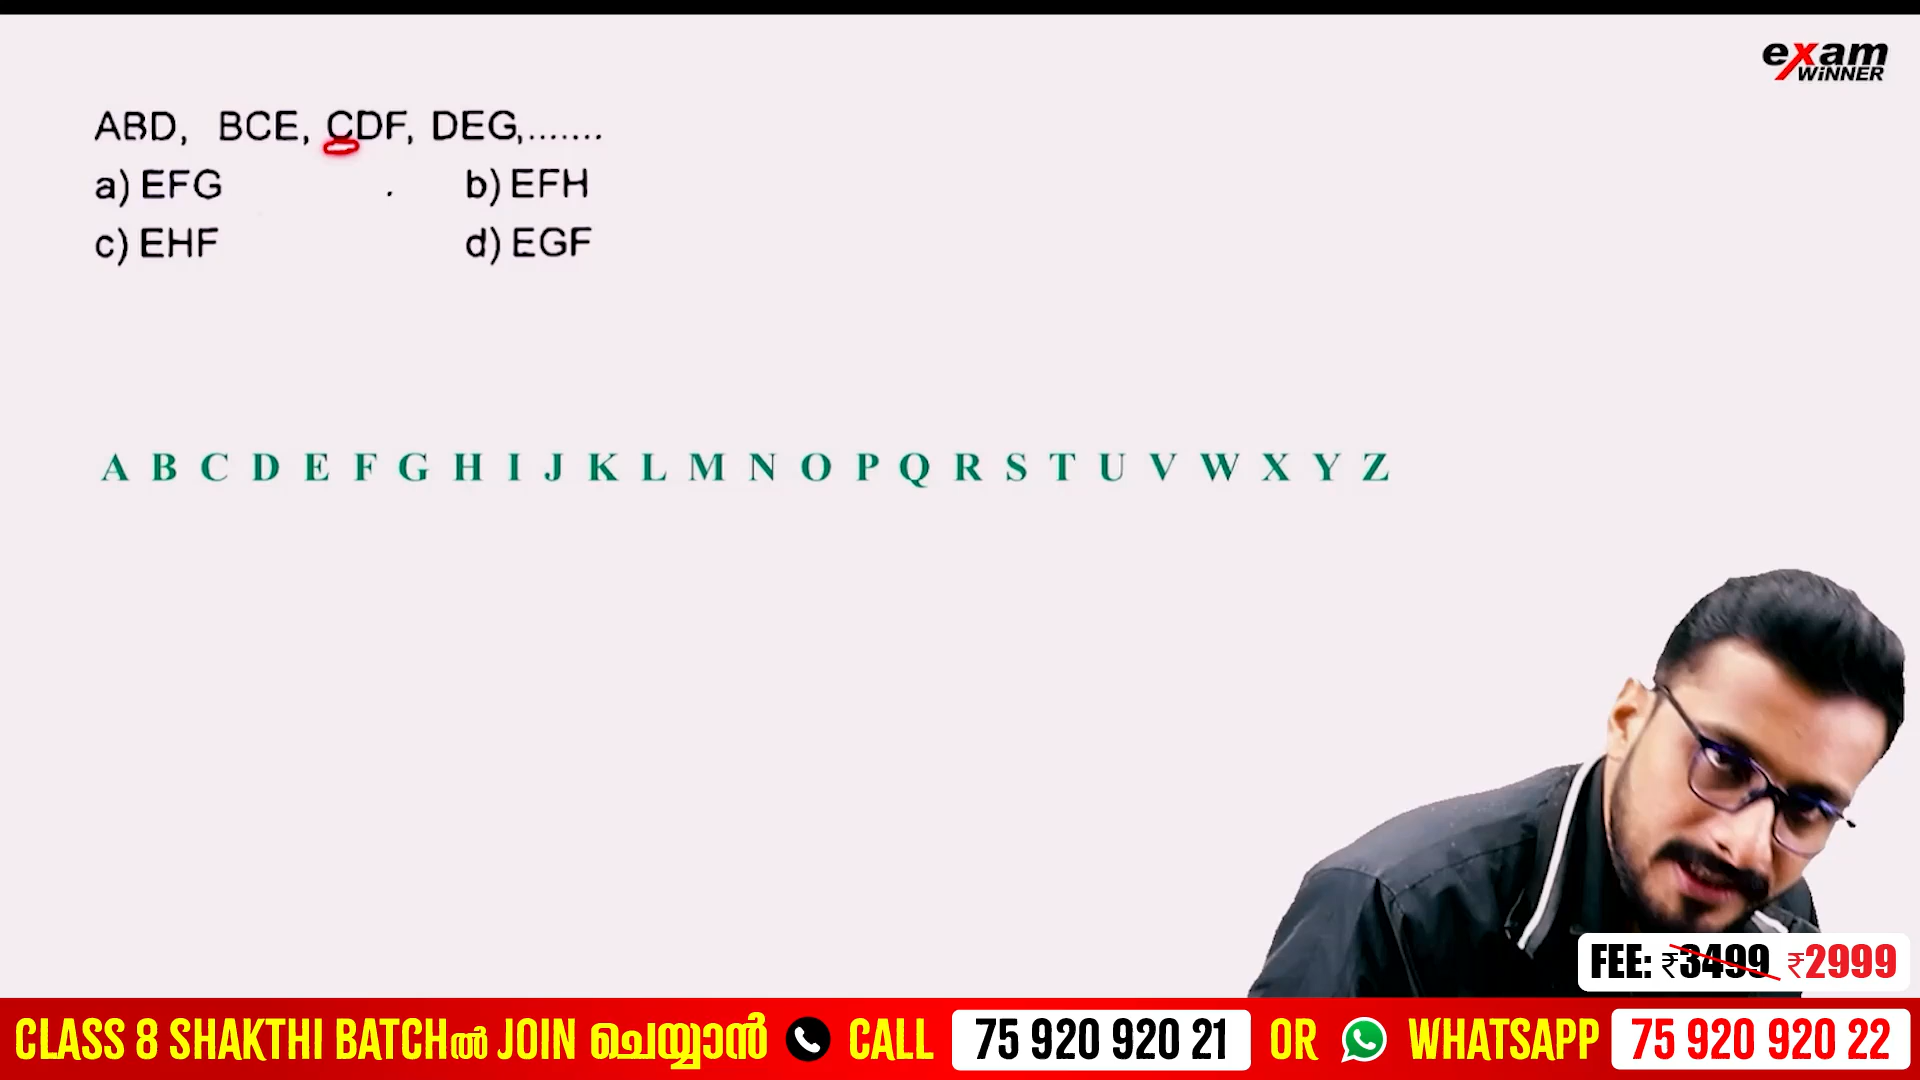 exam
WiNNER
ABD, BCE, CDF, DEG,.......
a) EFG b) EFH
c) EHF d) EGF
A B C D E F G H I J K L M N O P Q R S T U V W X Y Z
FEE: ₹3499 ₹2999
CLASS 8 SHAKTHI BATCHൽ JOIN ചെയ്യാൻ CALL 75 920 920 21 OR WHATSAPP 75 920 920 22